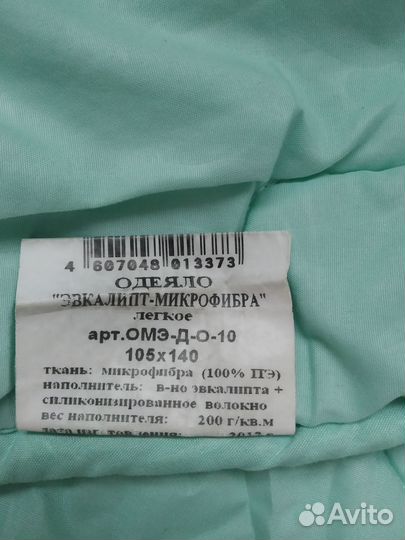 4 607048 013373
ОДЕЯЛО
"ЭВКАЛИПТ-МИКРОФИБРА"
легкое
арт.ОМЭ-Д-О-10
105х140
ткань: микрофибра (100% ПЭ)
наполнитель: в-но эвкалипта +
силиконизированное волокно
вес наполнителя: 200 г/кв.м
Avito